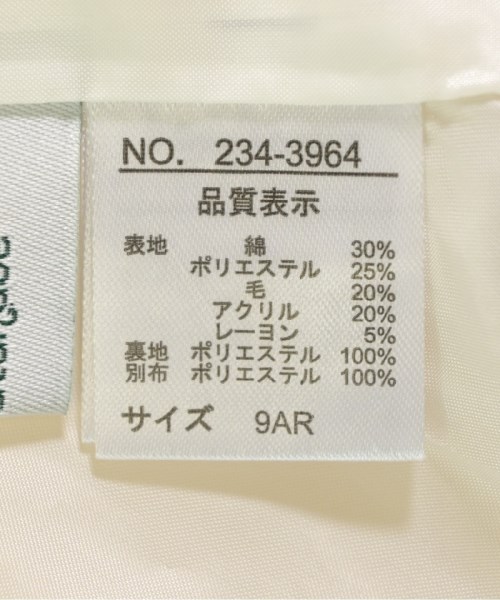 NO. 234-3964
品質表示
表地 綿 30%
ポリエステル 25%
毛 20%
アクリル 20%
レーヨン 5%
裏地 ポリエステル 100%
別布 ポリエステル 100%
サイズ 9AR